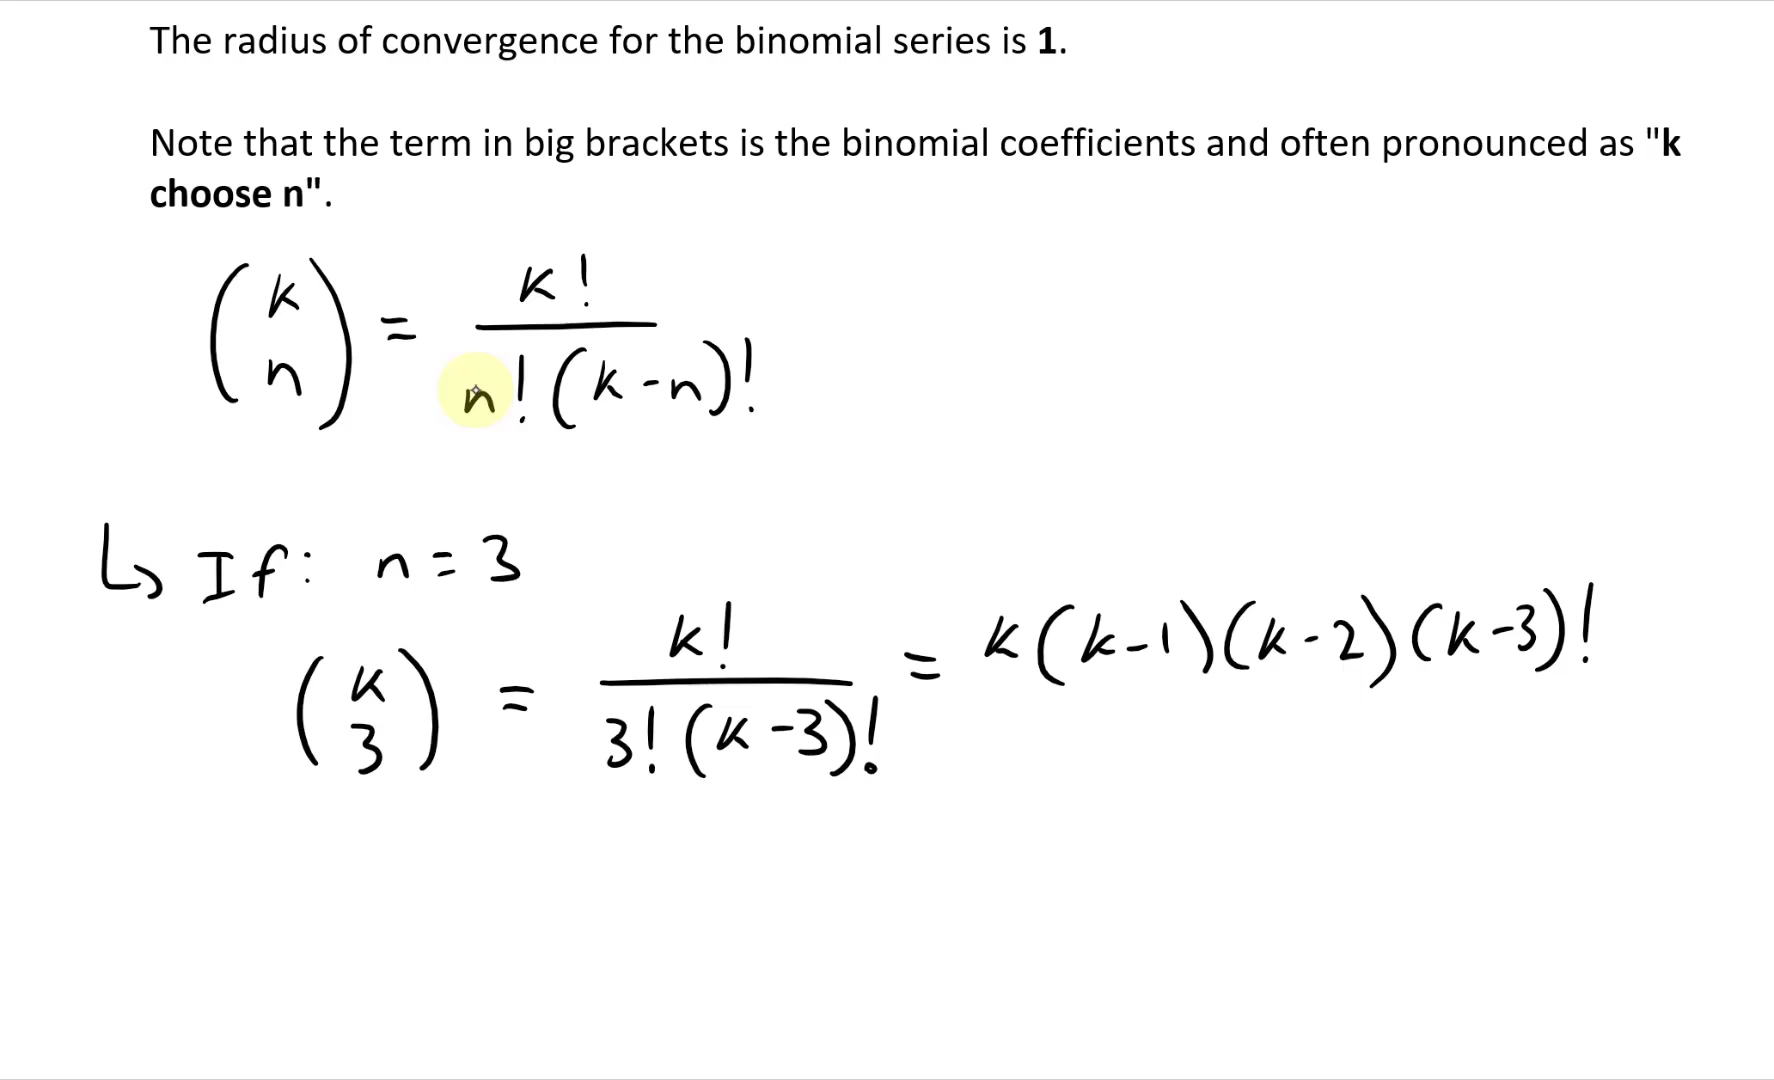 The radius of convergence for the binomial series is 1.
Note that the term in big brackets is the binomial coefficients and often pronounced as "k
choose n".
(k n) = k! / n! (k-n)!
↳ If: n = 3
(k 3) = k! / 3! (k-3)! = k(k-1)(k-2)(k-3)!